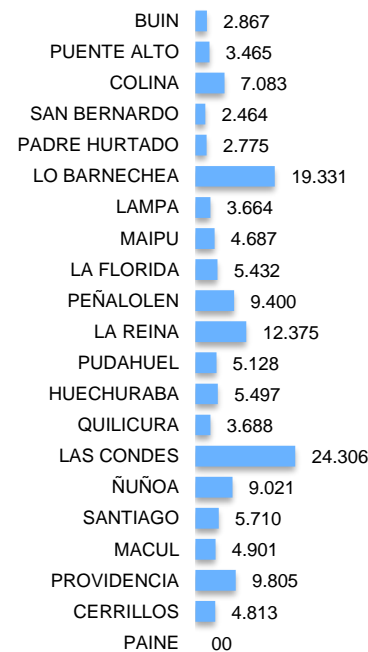 BUIN 2.867
PUENTE ALTO 3.465
COLINA 7.083
SAN BERNARDO 2.464
PADRE HURTADO 2.775
LO BARNECHEA 19.331
LAMPA 3.664
MAIPU 4.687
LA FLORIDA 5.432
PEÑALOLEN 9.400
LA REINA 12.375
PUDAHUEL 5.128
HUECHURABA 5.497
QUILICURA 3.688
LAS CONDES 24.306
ÑUÑOA 9.021
SANTIAGO 5.710
MACUL 4.901
PROVIDENCIA 9.805
CERRILLOS 4.813
PAINE 00